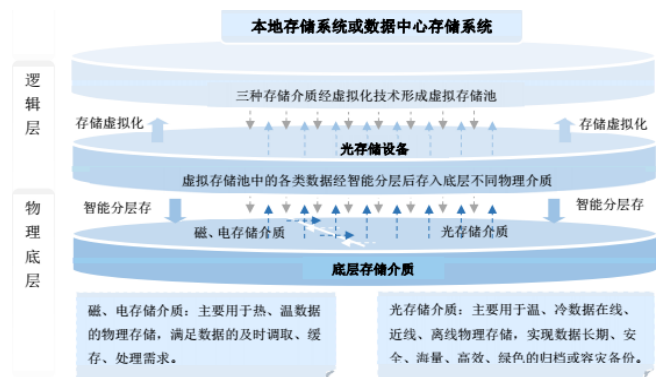 本地存储系统或数据中心存储系统
逻辑层
三种存储介质经虚拟化技术形成虚拟存储池
存储虚拟化
存储虚拟化
光存储设备
虚拟存储池中的各类数据经智能分层后存入底层不同物理介质
物理底层
智能分层存
智能分层存
磁、电存储介质
光存储介质
底层存储介质
磁、电存储介质：主要用于热、温数据
的物理存储，满足数据的及时调取、缓
存、处理需求。
光存储介质：主要用于温、冷数据在线、
近线、离线物理存储，实现数据长期、安
全、海量、高效、绿色的归档或容灾备份。